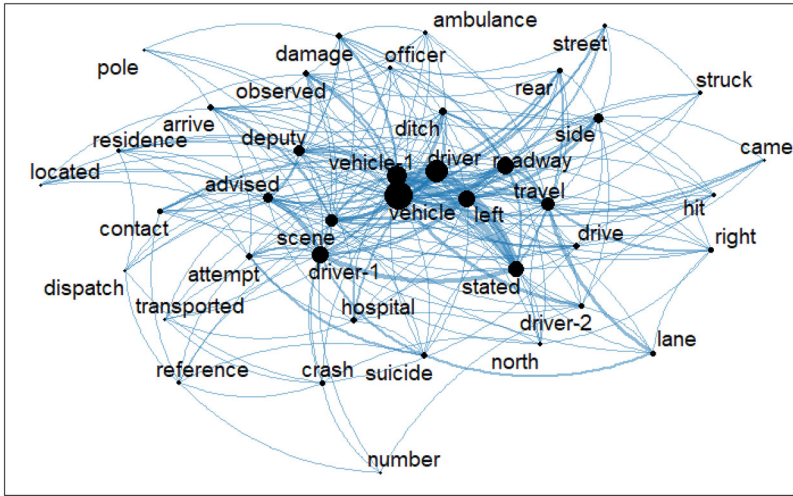 ambulance
damage
officer
street
pole
observed
rear
struck
arrive
ditch
side
residence
deputy
came
located
vehicle-1
driver
roadway
advised
travel
vehicle
left
hit
contact
scene
drive
right
dispatch
attempt
driver-1
stated
transported
hospital
driver-2
lane
reference
crash
suicide
north
number